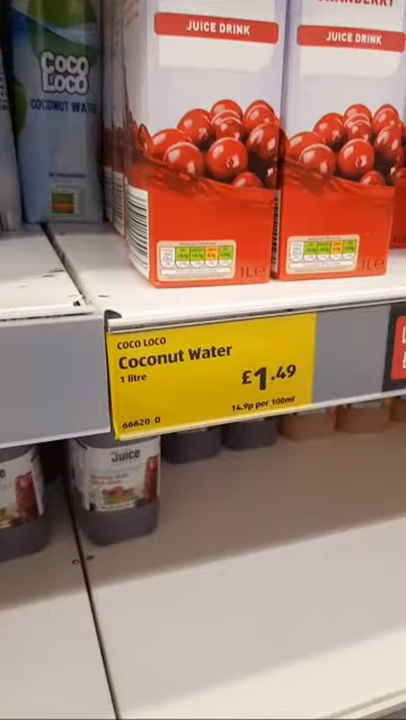 COCO
LOCO
COCONUT WATER
JUICE DRINK
CRANBERRY
JUICE DRINK
1L℮
1L℮
COCO LOCO
Coconut Water
1 litre
£1.49
14.9p per 100ml
66620 D
Juice